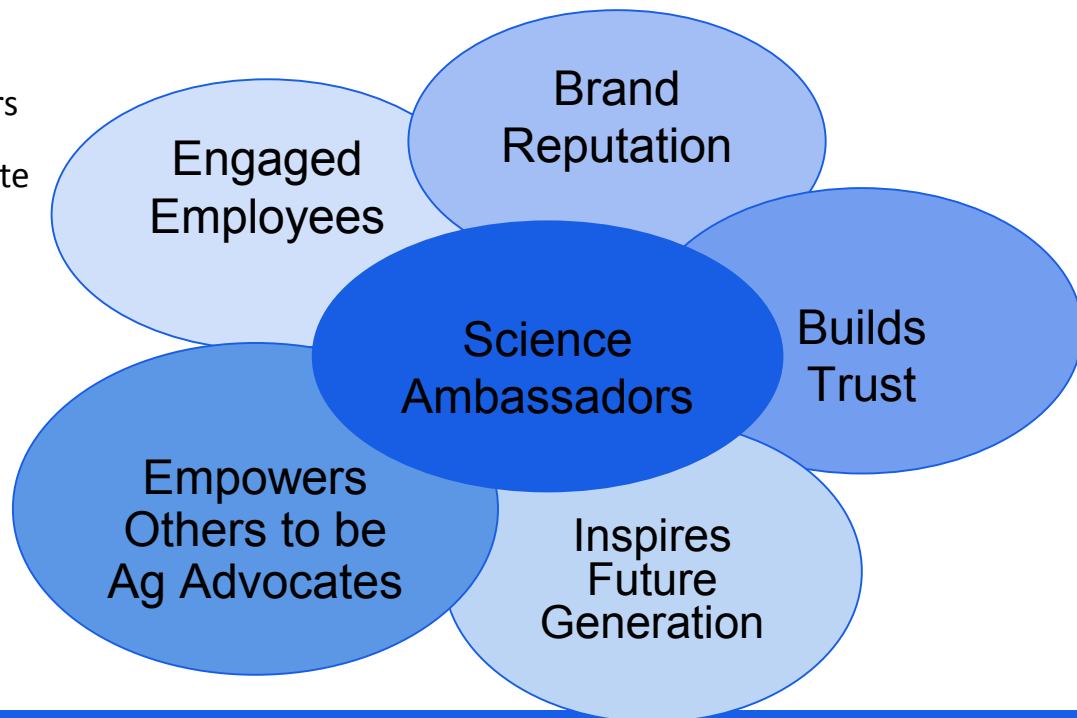 Brand
Reputation
Engaged
Employees
Science
Ambassadors
Builds
Trust
Empowers
Others to be
Ag Advocates
Inspires
Future
Generation